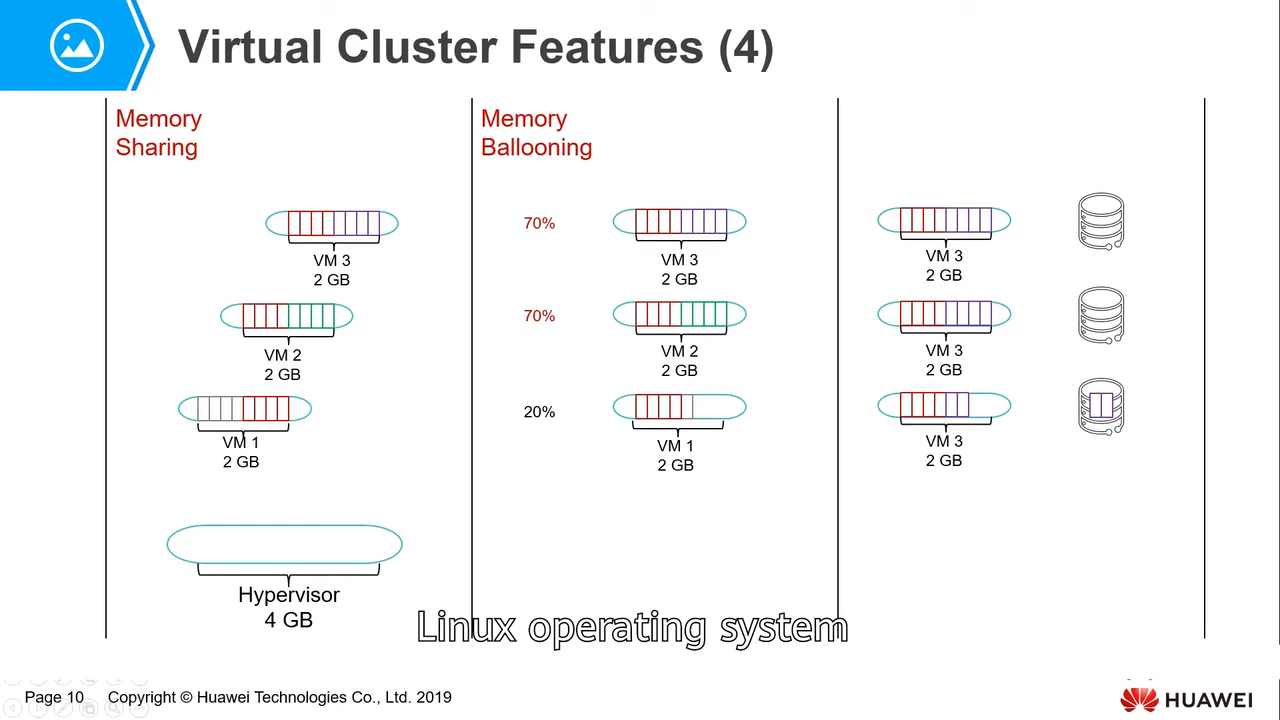 Virtual Cluster Features (4)
Memory
Sharing
VM 3
2 GB
VM 2
2 GB
VM 1
2 GB
Hypervisor
4 GB
Memory
Ballooning
70%
VM 3
2 GB
70%
VM 2
2 GB
20%
VM 1
2 GB
VM 3
2 GB
VM 3
2 GB
VM 3
2 GB
Linux operating system
Page 10 Copyright © Huawei Technologies Co., Ltd. 2019
HUAWEI